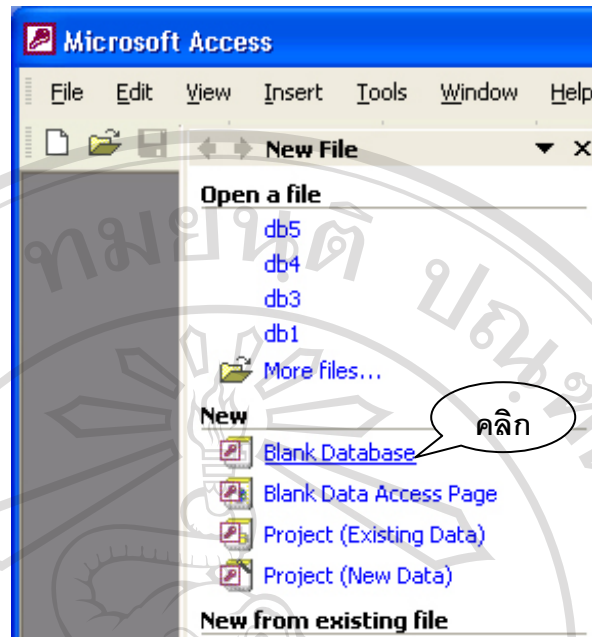 Microsoft Access
File Edit View Insert Tools Window Help
New File
Open a file
db5
db4
db3
db1
More files...
New
คลิก
Blank Database
Blank Data Access Page
Project (Existing Data)
Project (New Data)
New from existing file